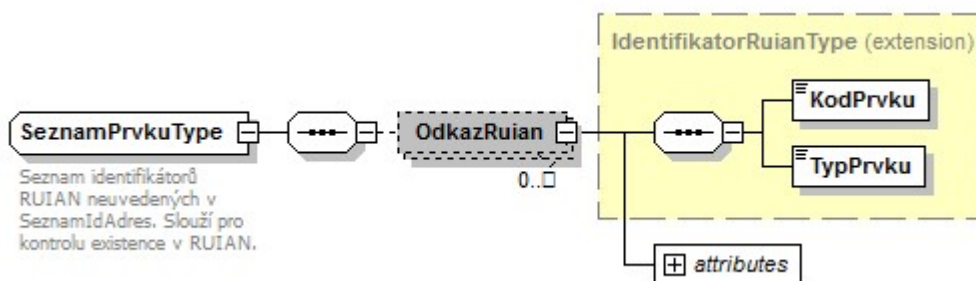 IdentifikatorRuianType (extension)
KodPrvku
SeznamPrvkuType
OdkazRuian
TypPrvku
0..□
Seznam identifikátorů
RUIAN neuvedených v
SeznamIdAdres. Slouží pro
kontrolu existence v RUIAN.
attributes